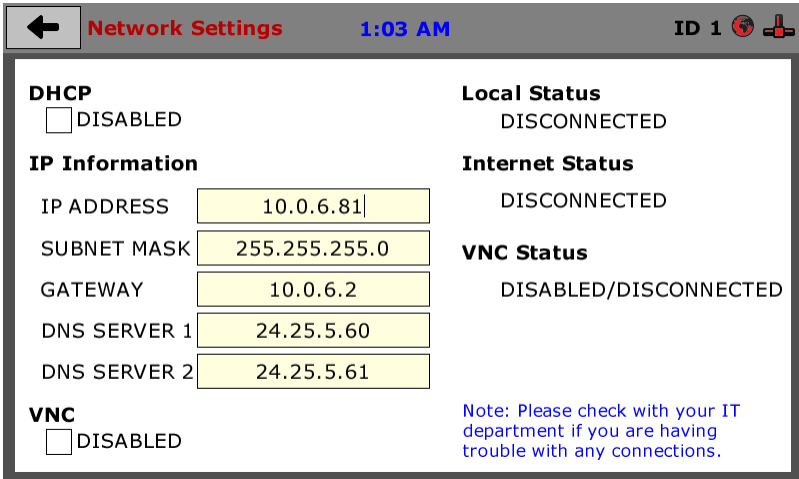 Network Settings 1:03 AM ID 1
DHCP
DISABLED
IP Information
IP ADDRESS 10.0.6.81
SUBNET MASK 255.255.255.0
GATEWAY 10.0.6.2
DNS SERVER 1 24.25.5.60
DNS SERVER 2 24.25.5.61
VNC
DISABLED
Local Status
DISCONNECTED
Internet Status
DISCONNECTED
VNC Status
DISABLED/DISCONNECTED
Note: Please check with your IT
department if you are having
trouble with any connections.